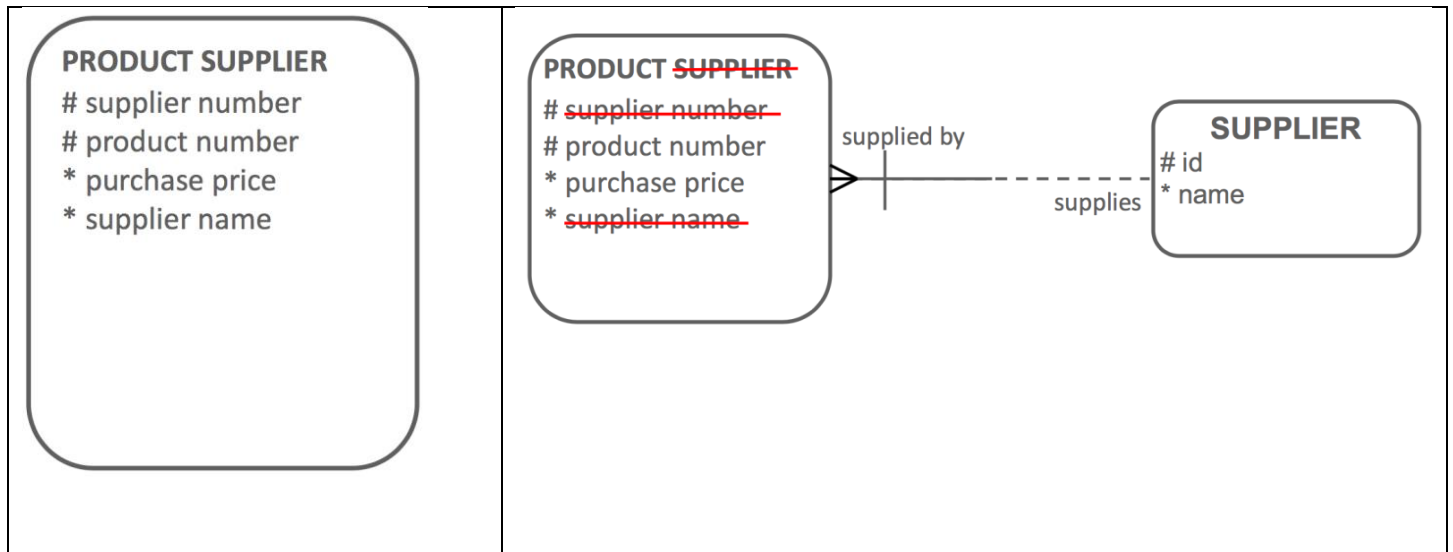 PRODUCT SUPPLIER
# supplier number
# product number
* purchase price
* supplier name
PRODUCT SUPPLIER
# supplier number
# product number
* purchase price
* supplier name
supplied by
supplies
SUPPLIER
# id
* name